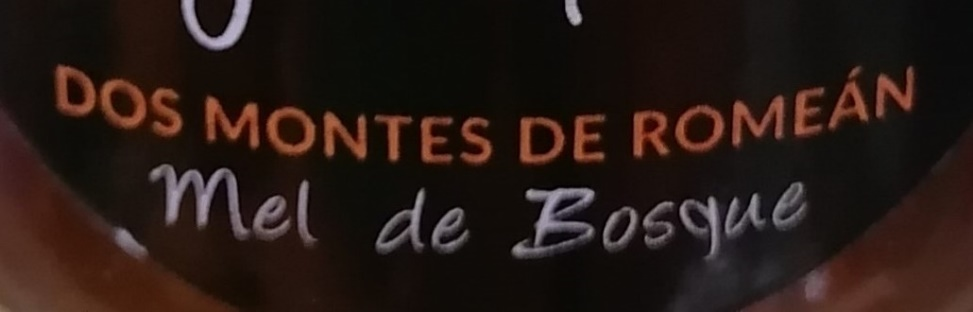 DOS MONTES DE ROMEÁN
Mel de Bosque